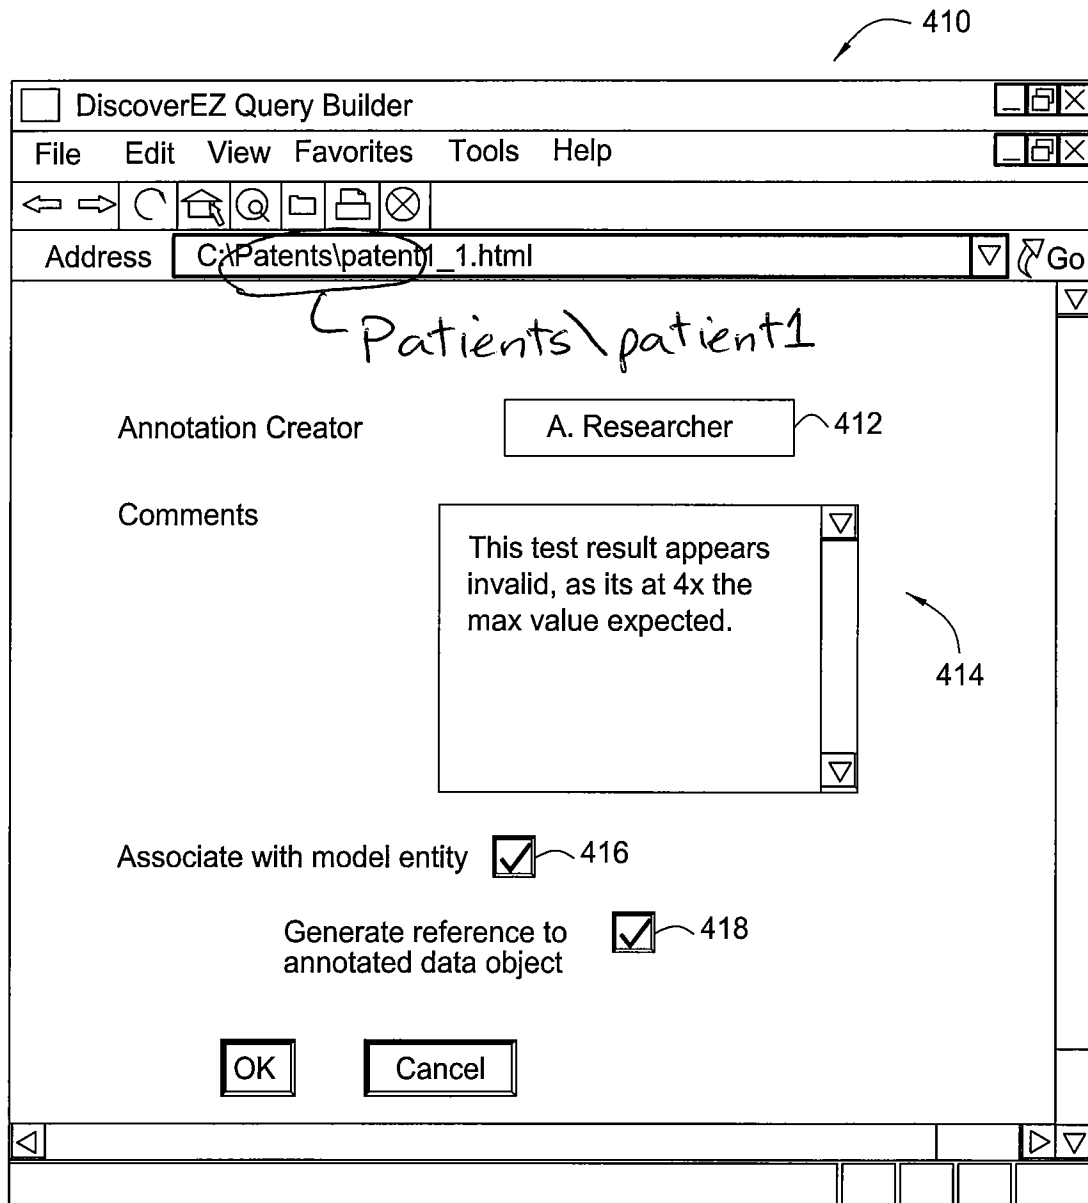 410
DiscoverEZ Query Builder
File Edit View Favorites Tools Help
Address C:\Patents\patent1_1.html Go
Patients\patient1
Annotation Creator A. Researcher 412
Comments
This test result appears
invalid, as its at 4x the
max value expected.
414
Associate with model entity 416
Generate reference to 418
annotated data object
OK Cancel